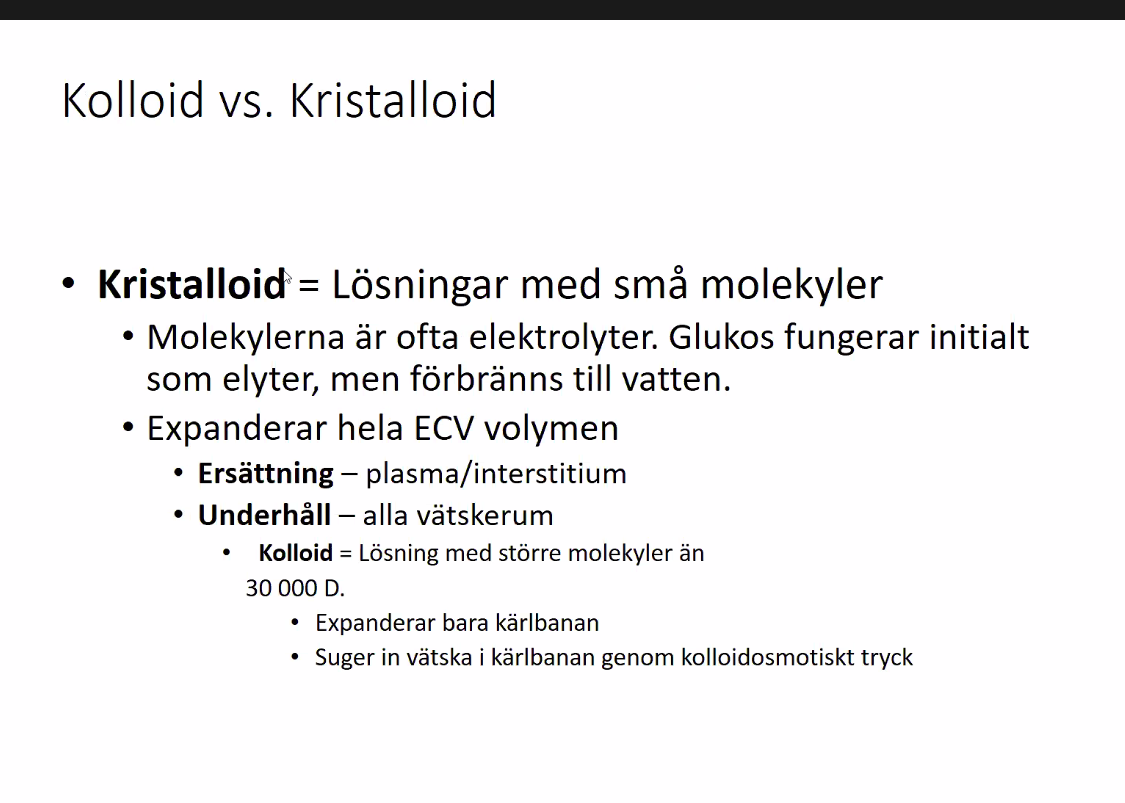 Kolloid vs. Kristalloid
• Kristalloid = Lösningar med små molekyler
• Molekylerna är ofta elektrolyter. Glukos fungerar initialt
som elyter, men förbränns till vatten.
• Expanderar hela ECV volymen
• Ersättning – plasma/interstitium
• Underhåll – alla vätskerum
• Kolloid = Lösning med större molekyler än
30 000 D.
• Expanderar bara kärlbanan
• Suger in vätska i kärlbanan genom kolloidosmotiskt tryck